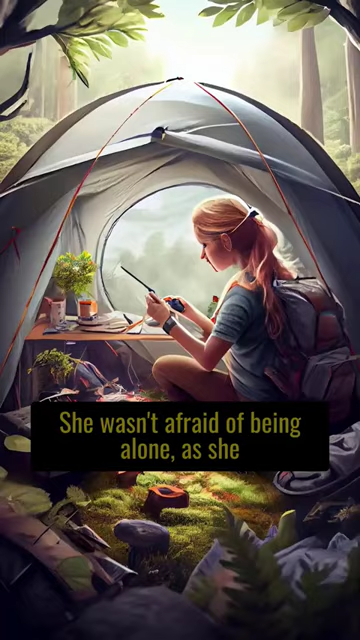 She wasn't afraid of being
alone, as she